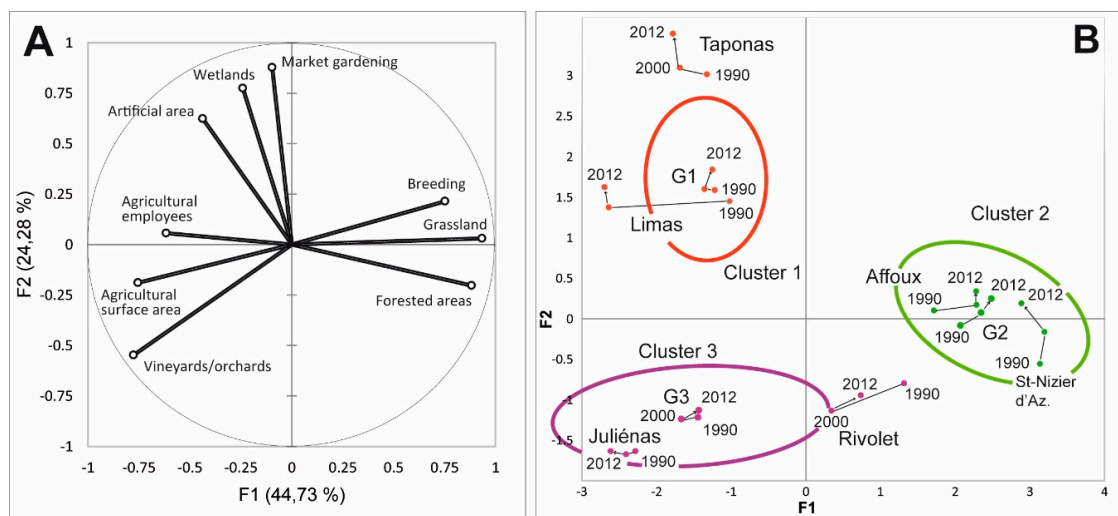 A
1
0.75
0.5
0.25
0
-0.25
-0.5
-0.75
-1
F2 (24,28 %)
Market gardening
Wetlands
Artificial area
Breeding
Agricultural
employees
Grassland
Agricultural
surface area
Forested areas
Vineyards/orchards
-1 -0.75 -0.5 -0.25 0 0.25 0.5 0.75 1
F1 (44,73 %)
B
3
2
1.5
1
0.5
0
-0.5
-1
-1.5
F2
2012
Taponas
2000
1990
2012
G1
1990
2012
1990
Limas
Cluster 1
Cluster 2
Affoux
2012
2012
2012
1990
G2
1990
1990
St-Nizier
d'Az.
Cluster 3
G3
2012
2000
1990
2012
1990
2000
Rivolet
Juliénas
2012
1990
-3 -2 -1 0 1 2 3 4
F1